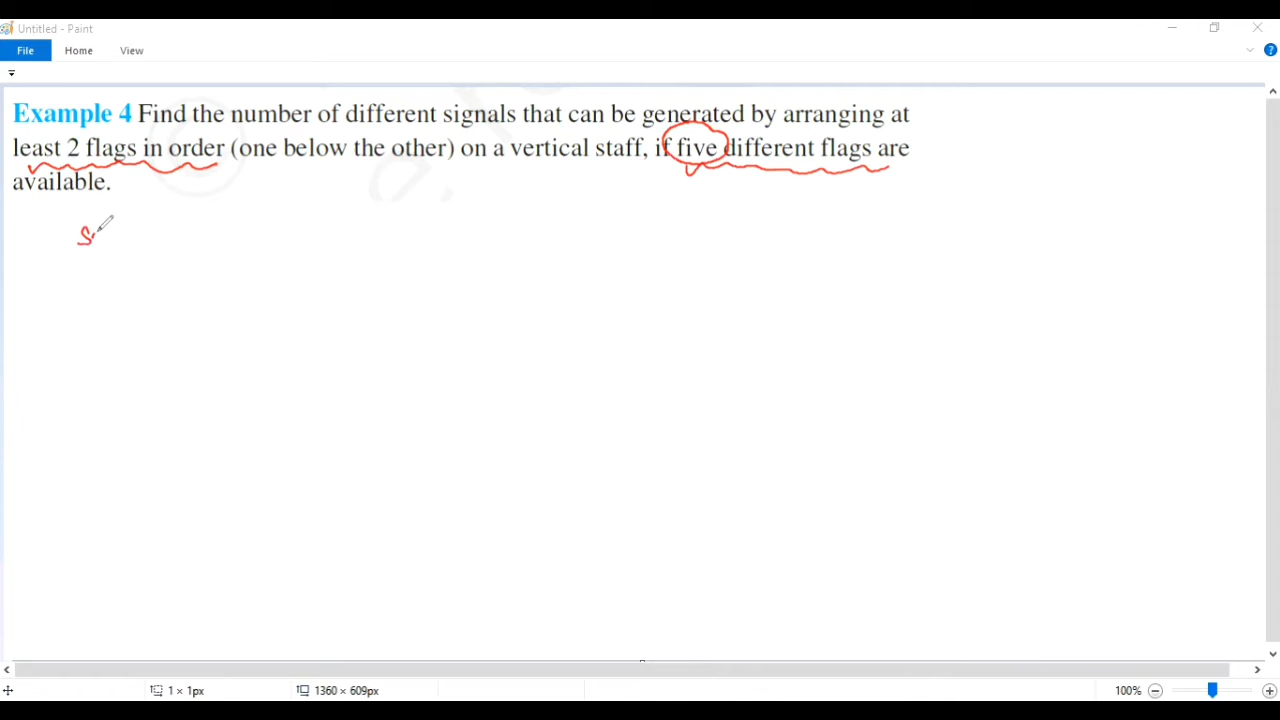 Untitled - Paint
File Home View
Example 4 Find the number of different signals that can be generated by arranging at
least 2 flags in order (one below the other) on a vertical staff, if five different flags are
available.
S
1 × 1px 1360 × 609px 100%